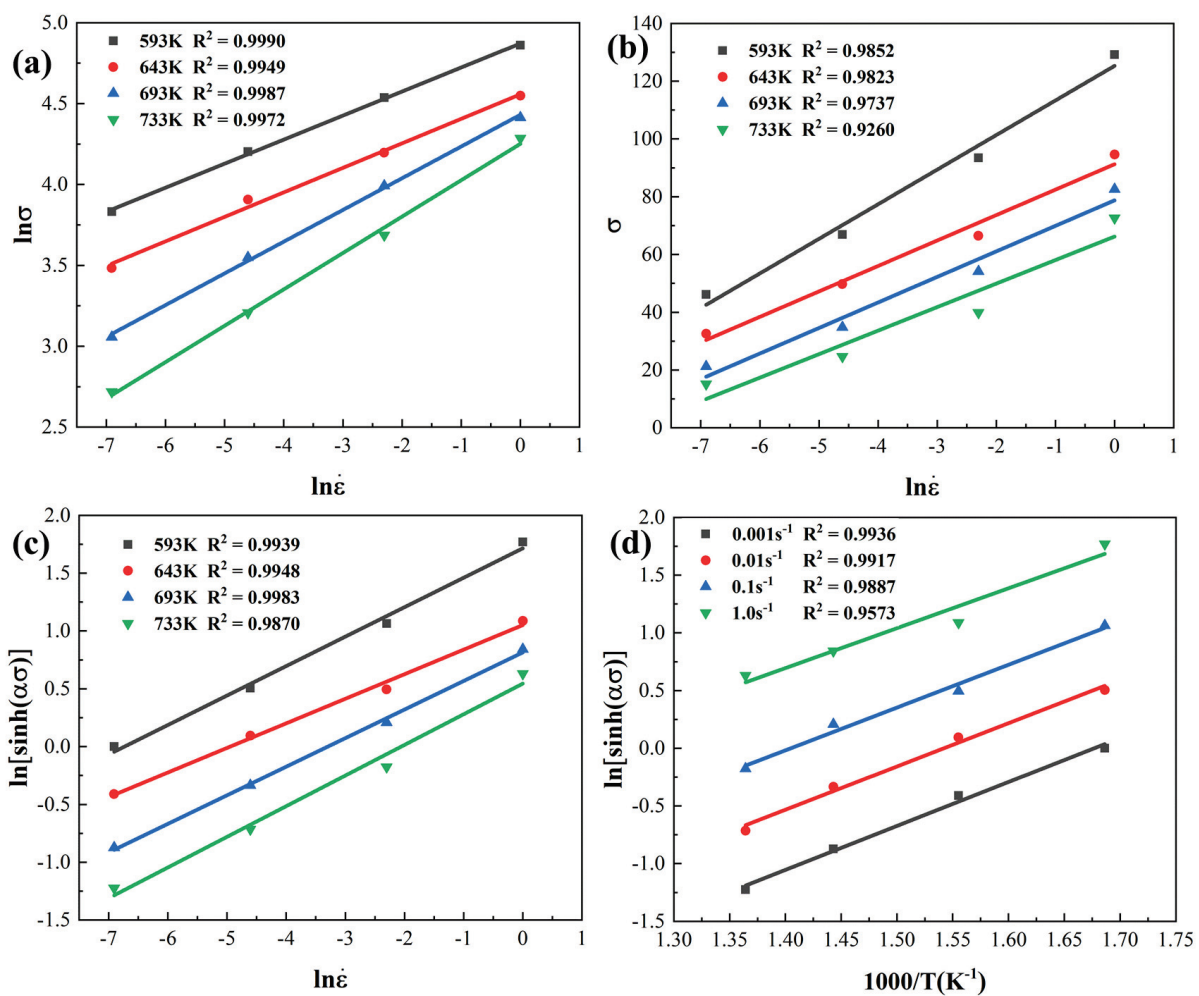 (a)
593K R² = 0.9990
643K R² = 0.9949
693K R² = 0.9987
733K R² = 0.9972
5.0
4.5
4.0
3.5
3.0
2.5
lnσ
-7 -6 -5 -4 -3 -2 -1 0 1
lnε̇
(b)
593K R² = 0.9852
643K R² = 0.9823
693K R² = 0.9737
733K R² = 0.9260
140
120
100
80
60
40
20
0
σ
-7 -6 -5 -4 -3 -2 -1 0 1
lnε̇
(c)
593K R² = 0.9939
643K R² = 0.9948
693K R² = 0.9983
733K R² = 0.9870
2.0
1.5
1.0
0.5
0.0
-0.5
-1.0
-1.5
ln[sinh(ασ)]
-7 -6 -5 -4 -3 -2 -1 0 1
lnε̇
(d)
0.001s⁻¹ R² = 0.9936
0.01s⁻¹ R² = 0.9917
0.1s⁻¹ R² = 0.9887
1.0s⁻¹ R² = 0.9573
2.0
1.5
1.0
0.5
0.0
-0.5
-1.0
-1.5
ln[sinh(ασ)]
1.30 1.35 1.40 1.45 1.50 1.55 1.60 1.65 1.70 1.75
1000/T(K⁻¹)